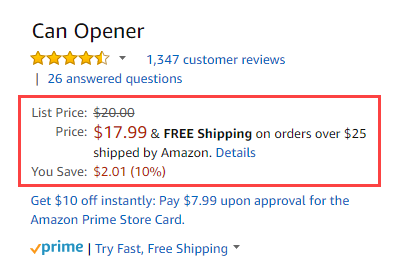 Can Opener
1,347 customer reviews
| 26 answered questions
List Price: $20.00
Price: $17.99 & FREE Shipping on orders over $25
shipped by Amazon. Details
You Save: $2.01 (10%)
Get $10 off instantly: Pay $7.99 upon approval for the
Amazon Prime Store Card.
prime | Try Fast, Free Shipping